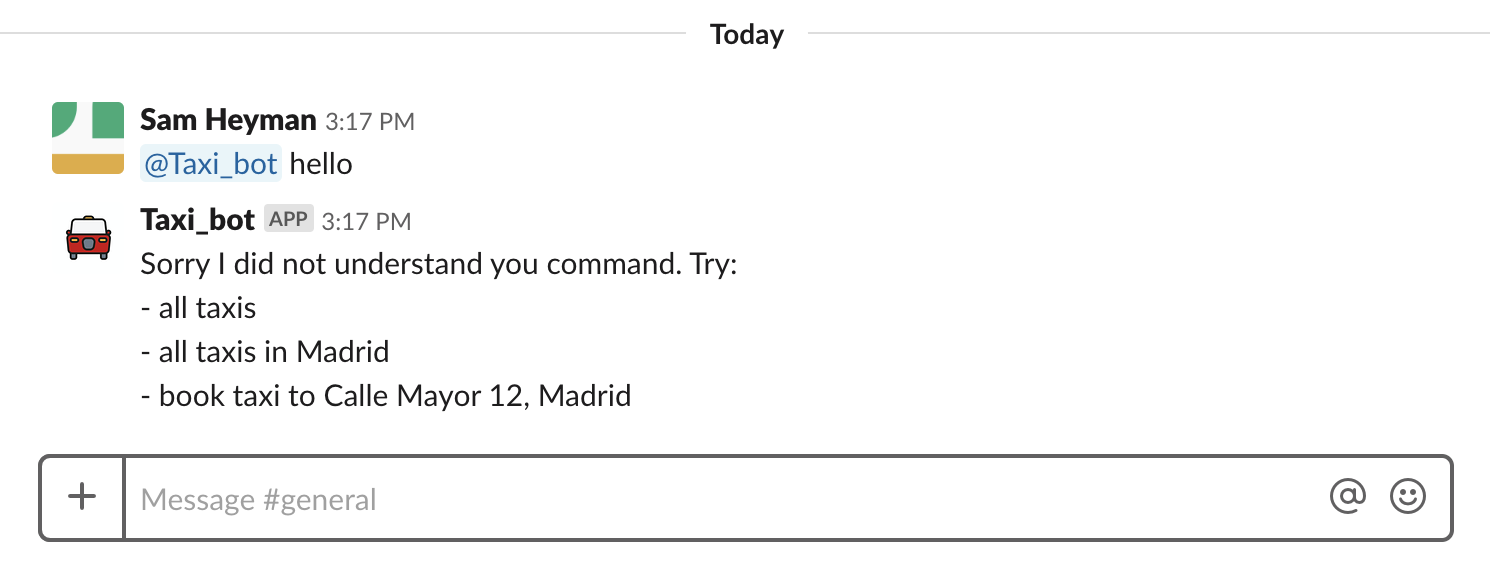 Today
Sam Heyman 3:17 PM
@Taxi_bot hello
Taxi_bot APP 3:17 PM
Sorry I did not understand you command. Try:
- all taxis
- all taxis in Madrid
- book taxi to Calle Mayor 12, Madrid
Message #general